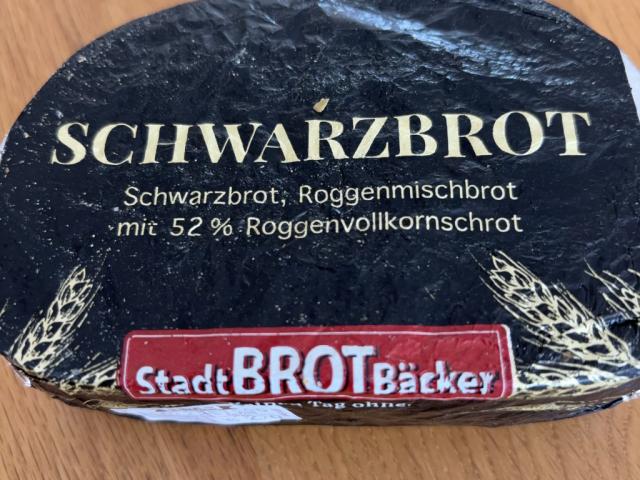 SCHWARZBROT
Schwarzbrot, Roggenmischbrot
mit 52 % Roggenvollkornschrot
StadtBROTBäcker
Tag ohne